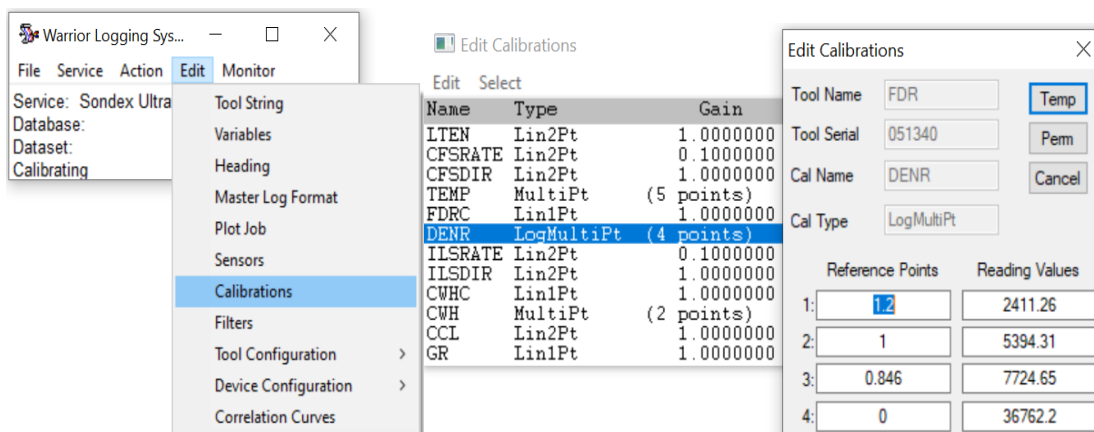 Warrior Logging Sys...
File Service Action Edit Monitor
Service: Sondex Ultra
Database:
Dataset:
Calibrating
Tool String
Variables
Heading
Master Log Format
Plot Job
Sensors
Calibrations
Filters
Tool Configuration >
Device Configuration >
Correlation Curves
Edit Calibrations
Edit Select
Name Type Gain
LTEN Lin2Pt 1.0000000
CFSRATE Lin2Pt 0.1000000
CFSDIR Lin2Pt 1.0000000
TEMP MultiPt (5 points)
FDRC Lin1Pt 1.0000000
DENR LogMultiPt (4 points)
ILSRATE Lin2Pt 0.1000000
ILSDIR Lin2Pt 1.0000000
CWHC Lin1Pt 1.0000000
CWH MultiPt (2 points)
CCL Lin2Pt 1.0000000
GR Lin1Pt 1.0000000
Edit Calibrations
Tool Name FDR Temp
Tool Serial 051340 Perm
Cal Name DENR Cancel
Cal Type LogMultiPt
Reference Points Reading Values
1: 1.2 2411.26
2: 1 5394.31
3: 0.846 7724.65
4: 0 36762.2